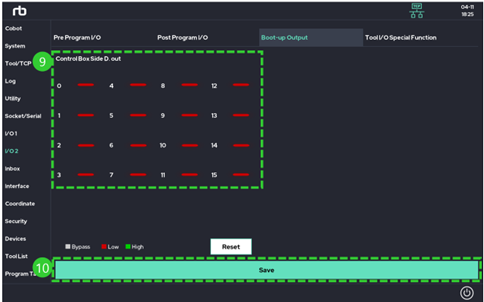 rb
04-11
18:25
Cobot
System
Tool/TCP
Log
Utility
Socket/Serial
I/O 1
I/O 2
Inbox
Interface
Coordinate
Security
Devices
Tool List
Program T
Pre Program I/O
Post Program I/O
Boot-up Output
Tool I/O Special Function
9
Control Box Side D. out
0 4 8 12
1 5 9 13
2 6 10 14
3 7 11 15
Bypass Low High
Reset
10
Save